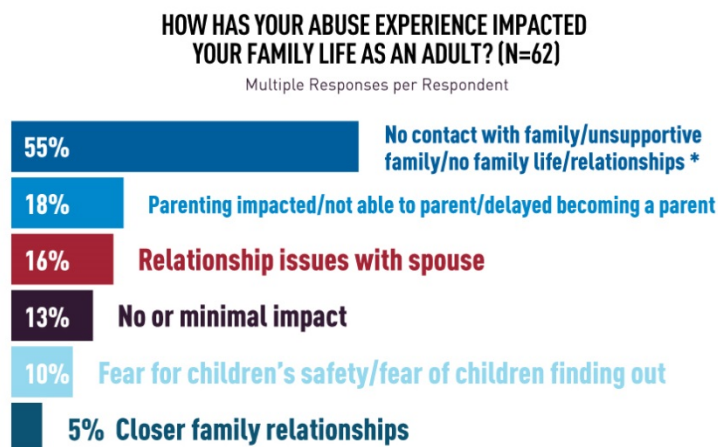 HOW HAS YOUR ABUSE EXPERIENCE IMPACTED
YOUR FAMILY LIFE AS AN ADULT? (N=62)
Multiple Responses per Respondent
55%
No contact with family/unsupportive
family/no family life/relationships *
18%
Parenting impacted/not able to parent/delayed becoming a parent
16%
Relationship issues with spouse
13%
No or minimal impact
10%
Fear for children’s safety/fear of children finding out
5% Closer family relationships